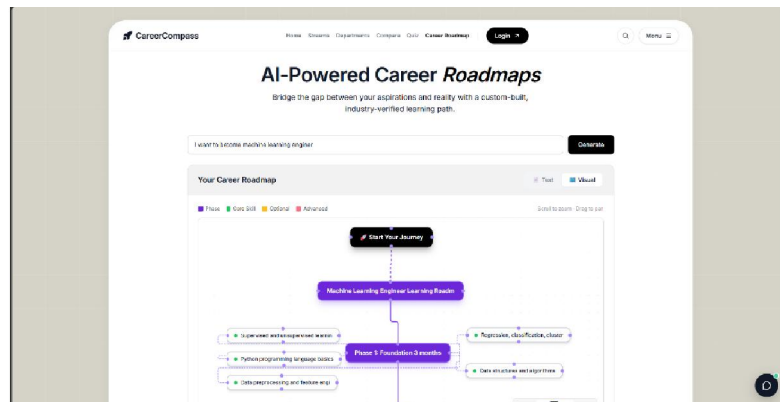 CareerCompass
Home Streams Departments Compare Quiz Career Roadmap Login ↗ Menu
AI-Powered Career Roadmaps
Bridge the gap between your aspirations and reality with a custom-built,
industry-verified learning path.
I want to become machine learning enginer
Generate
Your Career Roadmap
Text
Visual
Phase Core Skill Optional Advanced
Scroll to zoom · Drag to pan
🚀 Start Your Journey
Machine Learning Engineer Learning Roadm
Supervised and unsupervised learnin
Regression, classification, cluster
Phase 1: Foundation 3 months
Python programming language basics
Data structures and algorithms
Data preprocessing and feature engi